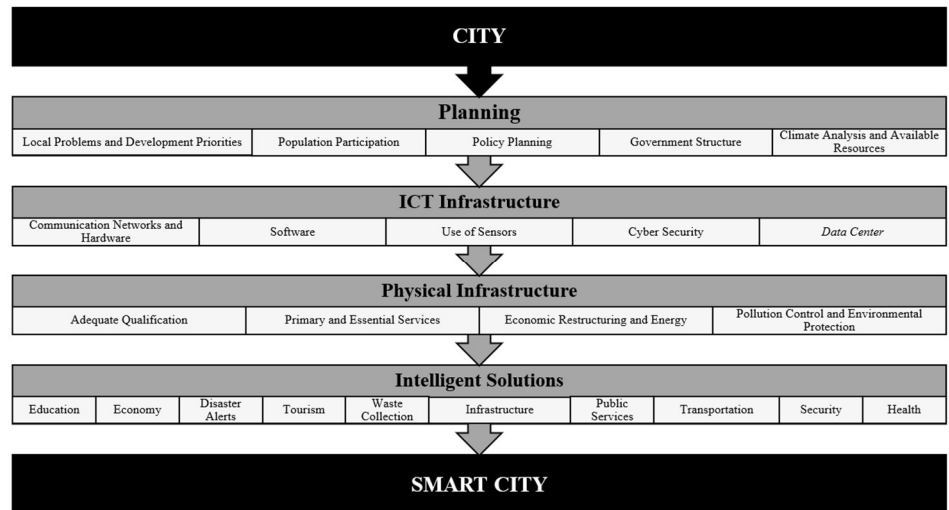 CITY
Planning
Local Problems and Development Priorities
Population Participation
Policy Planning
Government Structure
Climate Analysis and Available
Resources
ICT Infrastructure
Communication Networks and
Hardware
Software
Use of Sensors
Cyber Security
Data Center
Physical Infrastructure
Adequate Qualification
Primary and Essential Services
Economic Restructuring and Energy
Pollution Control and Environmental
Protection
Intelligent Solutions
Education
Economy
Disaster
Alerts
Tourism
Waste
Collection
Infrastructure
Public
Services
Transportation
Security
Health
SMART CITY